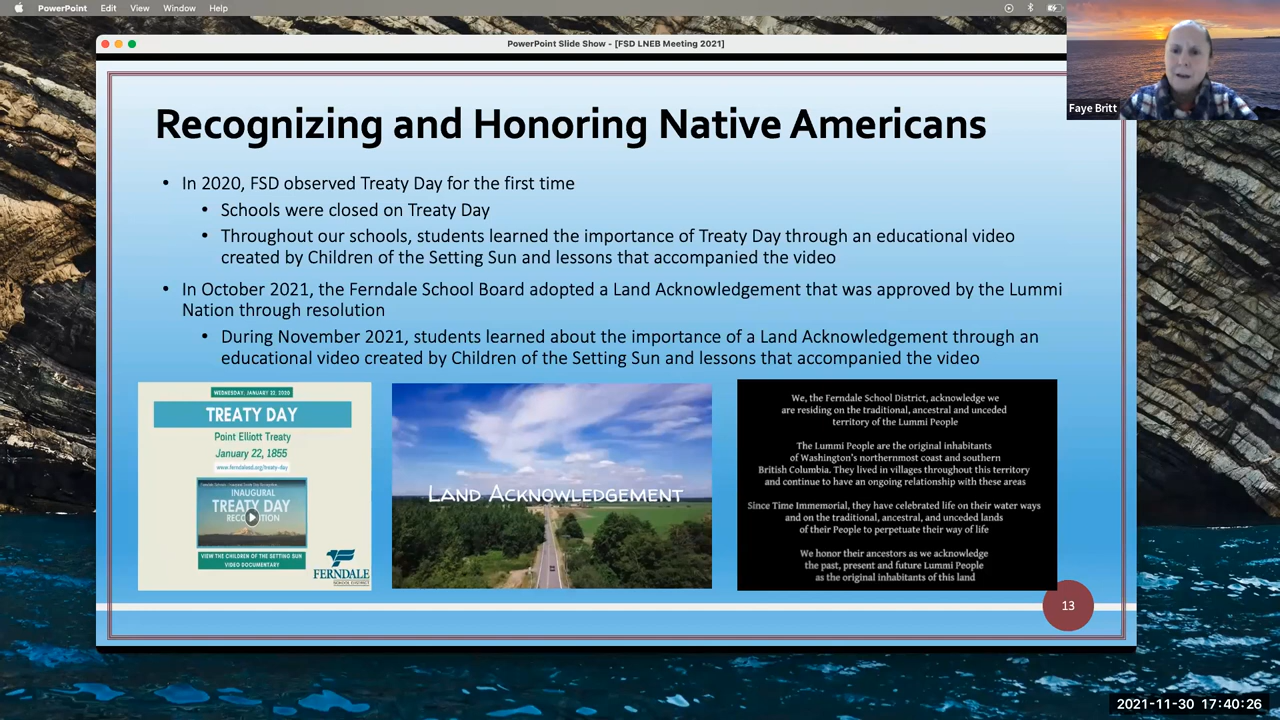 PowerPoint Edit View Window Help
PowerPoint Slide Show - [FSD LNEB Meeting 2021]
Faye Britt
Recognizing and Honoring Native Americans
• In 2020, FSD observed Treaty Day for the first time
• Schools were closed on Treaty Day
• Throughout our schools, students learned the importance of Treaty Day through an educational video
created by Children of the Setting Sun and lessons that accompanied the video
• In October 2021, the Ferndale School Board adopted a Land Acknowledgement that was approved by the Lummi
Nation through resolution
• During November 2021, students learned about the importance of a Land Acknowledgement through an
educational video created by Children of the Setting Sun and lessons that accompanied the video
WEDNESDAY, JANUARY 22, 2020
TREATY DAY
Point Elliott Treaty
January 22, 1855
www.ferndalesd.org/treaty-day
INAUGURAL
TREATY DAY
RECOGNITION
VIEW THE CHILDREN OF THE SETTING SUN
VIDEO DOCUMENTARY
FERNDALE
SCHOOL DISTRICT
LAND ACKNOWLEDGEMENT
We, the Ferndale School District, acknowledge we
are residing on the traditional, ancestral and unceded
territory of the Lummi People
The Lummi People are the original inhabitants
of Washington's northernmost coast and southern
British Columbia. They lived in villages throughout this territory
and continue to have an ongoing relationship with these areas
Since Time Immemorial, they have celebrated life on their water ways
and on the traditional, ancestral, and unceded lands
of their People to perpetuate their way of life
We honor their ancestors as we acknowledge
the past, present and future Lummi People
as the original inhabitants of this land
13
2021-11-30 17:40:26